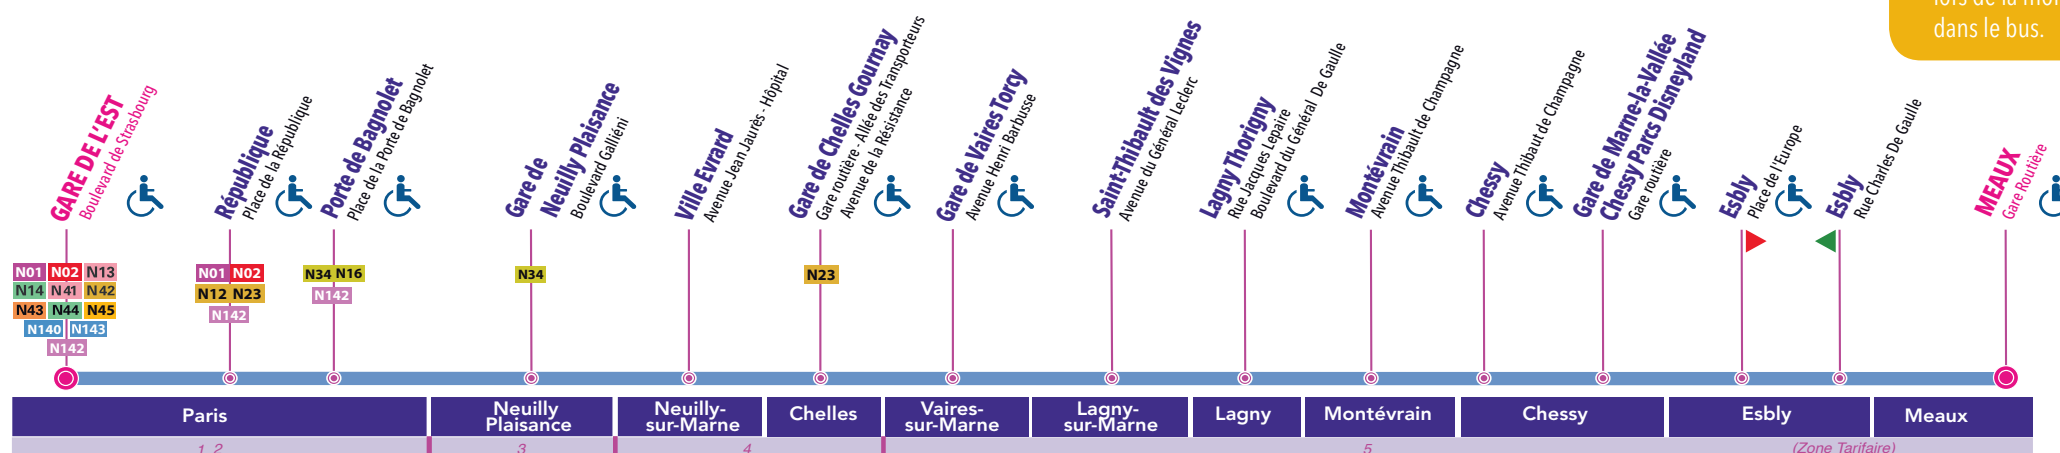 lors de la mon
dans le bus.
GARE DE L'EST
Boulevard de Strasbourg
République
Place de la République
Porte de Bagnolet
Place de la Porte de Bagnolet
Gare de
Neuilly Plaisance
Boulevard Galliéni
Ville Evrard
Avenue Jean Jaurès - Hôpital
Gare de Chelles Gournay
Gare routière - Allée des Transporteurs
Avenue de la Résistance
Gare de Vaires Torcy
Avenue Henri Barbusse
Saint-Thibault des Vignes
Avenue du Général Leclerc
Lagny Thorigny
Rue Jacques Lepaire
Boulevard du Général De Gaulle
Montévrain
Avenue Thibault de Champagne
Chessy
Avenue Thibault de Champagne
Gare de Marne-la-Vallée
Chessy Parcs Disneyland
Gare routière
Esbly
Place de l'Europe
Esbly
Rue Charles De Gaulle
MEAUX
Gare Routière
N01 N02 N13
N14 N41 N42
N43 N44 N45
N140 N143
N142
N01 N02
N12 N23
N142
N34 N16
N142
N34
N23
Paris
Neuilly
Plaisance
Neuilly-
sur-Marne
Chelles
Vaires-
sur-Marne
Lagny-
sur-Marne
Lagny
Montévrain
Chessy
Esbly
Meaux
1, 2
3
4
5
(Zone Tarifaire)